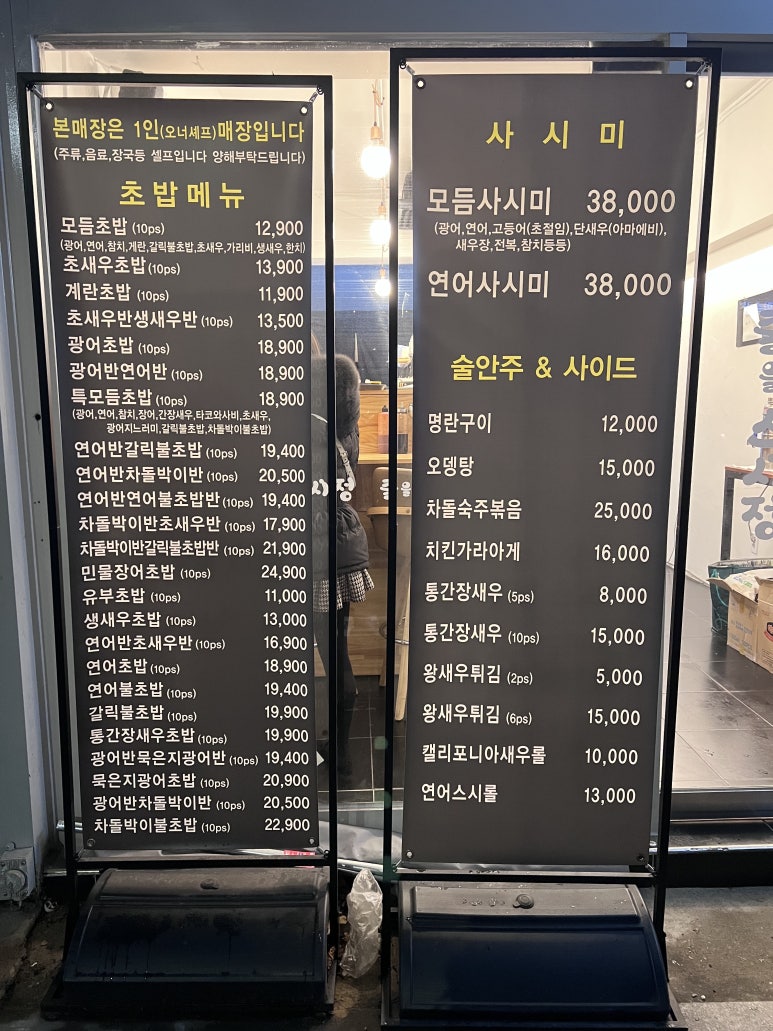 본매장은 1인(오너셰프)매장입니다
(주류,음료,장국등 셀프입니다 양해부탁드립니다)
초밥메뉴
모듬초밥 (10ps) 12,900
(광어,연어,참치,계란,갈릭불초밥,초새우,가리비,생새우,한치)
초새우초밥(10ps) 13,900
계란초밥 (10ps) 11,900
초새우반생새우반 (10ps) 13,500
광어초밥 (10ps) 18,900
광어반연어반 (10ps) 18,900
특모듬초밥 (10ps) 18,900
(광어,연어,참치,장어,간장새우,타코와사비,초새우,
광어지느러미,갈릭불초밥,차돌박이불초밥)
연어반갈릭불초밥 (10ps) 19,400
연어반차돌박이반 (10ps) 20,500
연어반연어불초밥반(10ps) 19,400
차돌박이반초새우반 (10ps) 17,900
차돌박이반갈릭불초밥반 (10ps) 21,900
민물장어초밥 (10ps) 24,900
유부초밥 (10ps) 11,000
생새우초밥 (10ps) 13,000
연어반초새우반(10ps) 16,900
연어초밥 (10ps) 18,900
연어불초밥(10ps) 19,400
갈릭불초밥 (10ps) 19,900
통간장새우초밥(10ps) 19,900
광어반묵은지광어반(10ps) 19,400
묵은지광어초밥 (10ps) 20,900
광어반차돌박이반 (10ps) 20,500
차돌박이불초밥(10ps) 22,900
사시미
모듬사시미 38,000
(광어,연어,고등어(초절임),단새우(아마에비),
새우장,전복,참치등등)
연어사시미 38,000
술안주 & 사이드
명란구이 12,000
오뎅탕 15,000
차돌숙주볶음 25,000
치킨가라아게 16,000
통간장새우 (5ps) 8,000
통간장새우 (10ps) 15,000
왕새우튀김 (2ps) 5,000
왕새우튀김 (6ps) 15,000
캘리포니아새우롤 10,000
연어스시롤 13,000